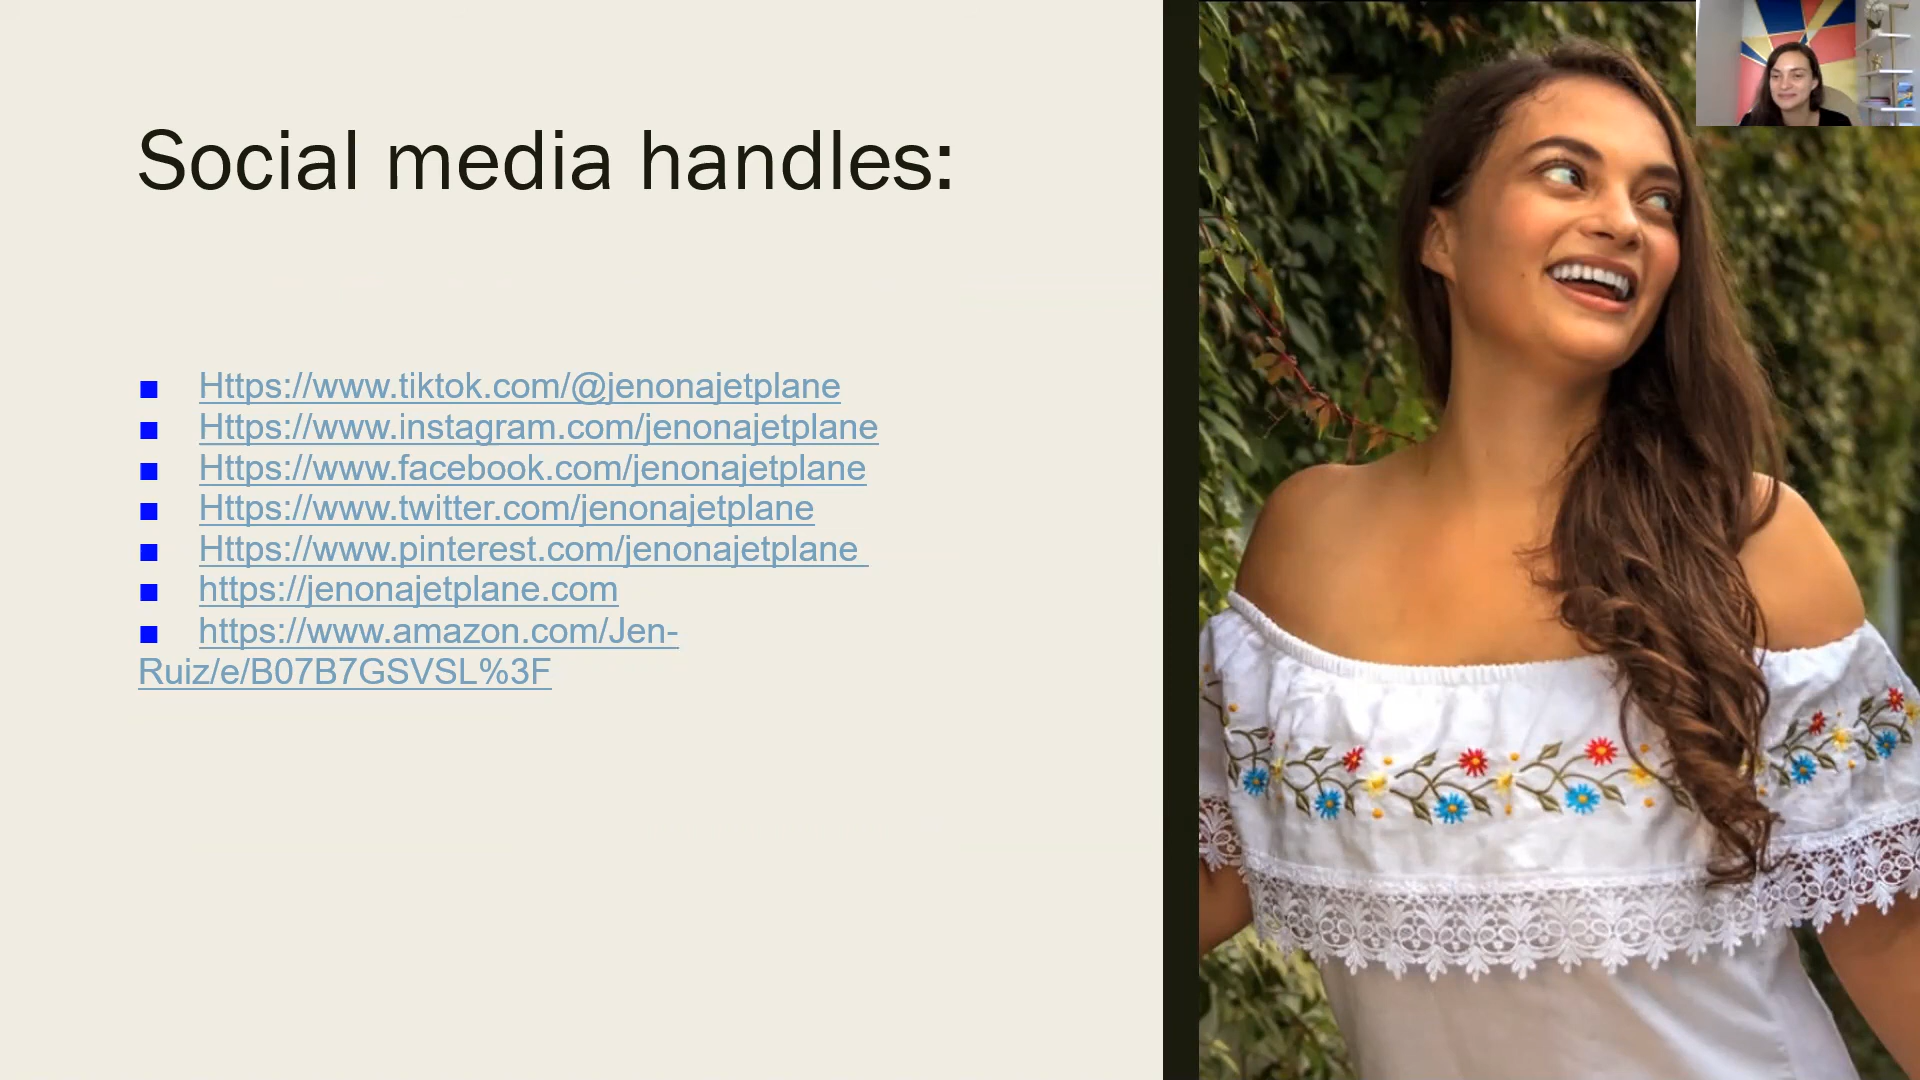 Social media handles:
■ Https://www.tiktok.com/@jenonajetplane
■ Https://www.instagram.com/jenonajetplane
■ Https://www.facebook.com/jenonajetplane
■ Https://www.twitter.com/jenonajetplane
■ Https://www.pinterest.com/jenonajetplane
■ https://jenonajetplane.com
■ https://www.amazon.com/Jen-
Ruiz/e/B07B7GSVSL%3F